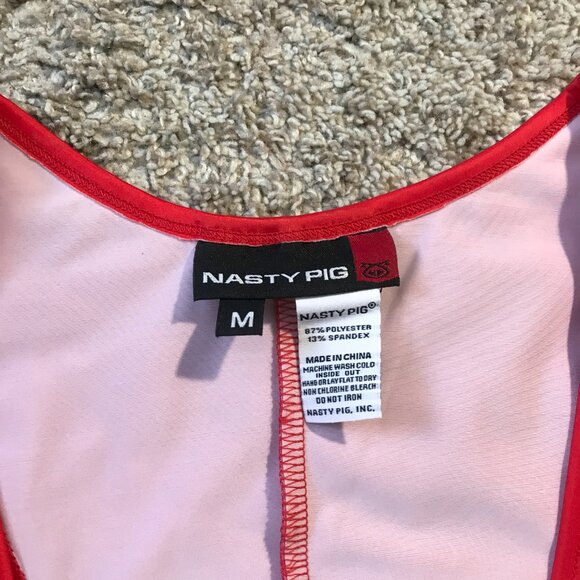 NASTY PIG
M
NASTY PIG®
87% POLYESTER
13% SPANDEX
MADE IN CHINA
MACHINE WASH COLD
INSIDE OUT
HANG OR LAY FLAT TO DRY
NON CHLORINE BLEACH
DO NOT IRON
NASTY PIG, INC.